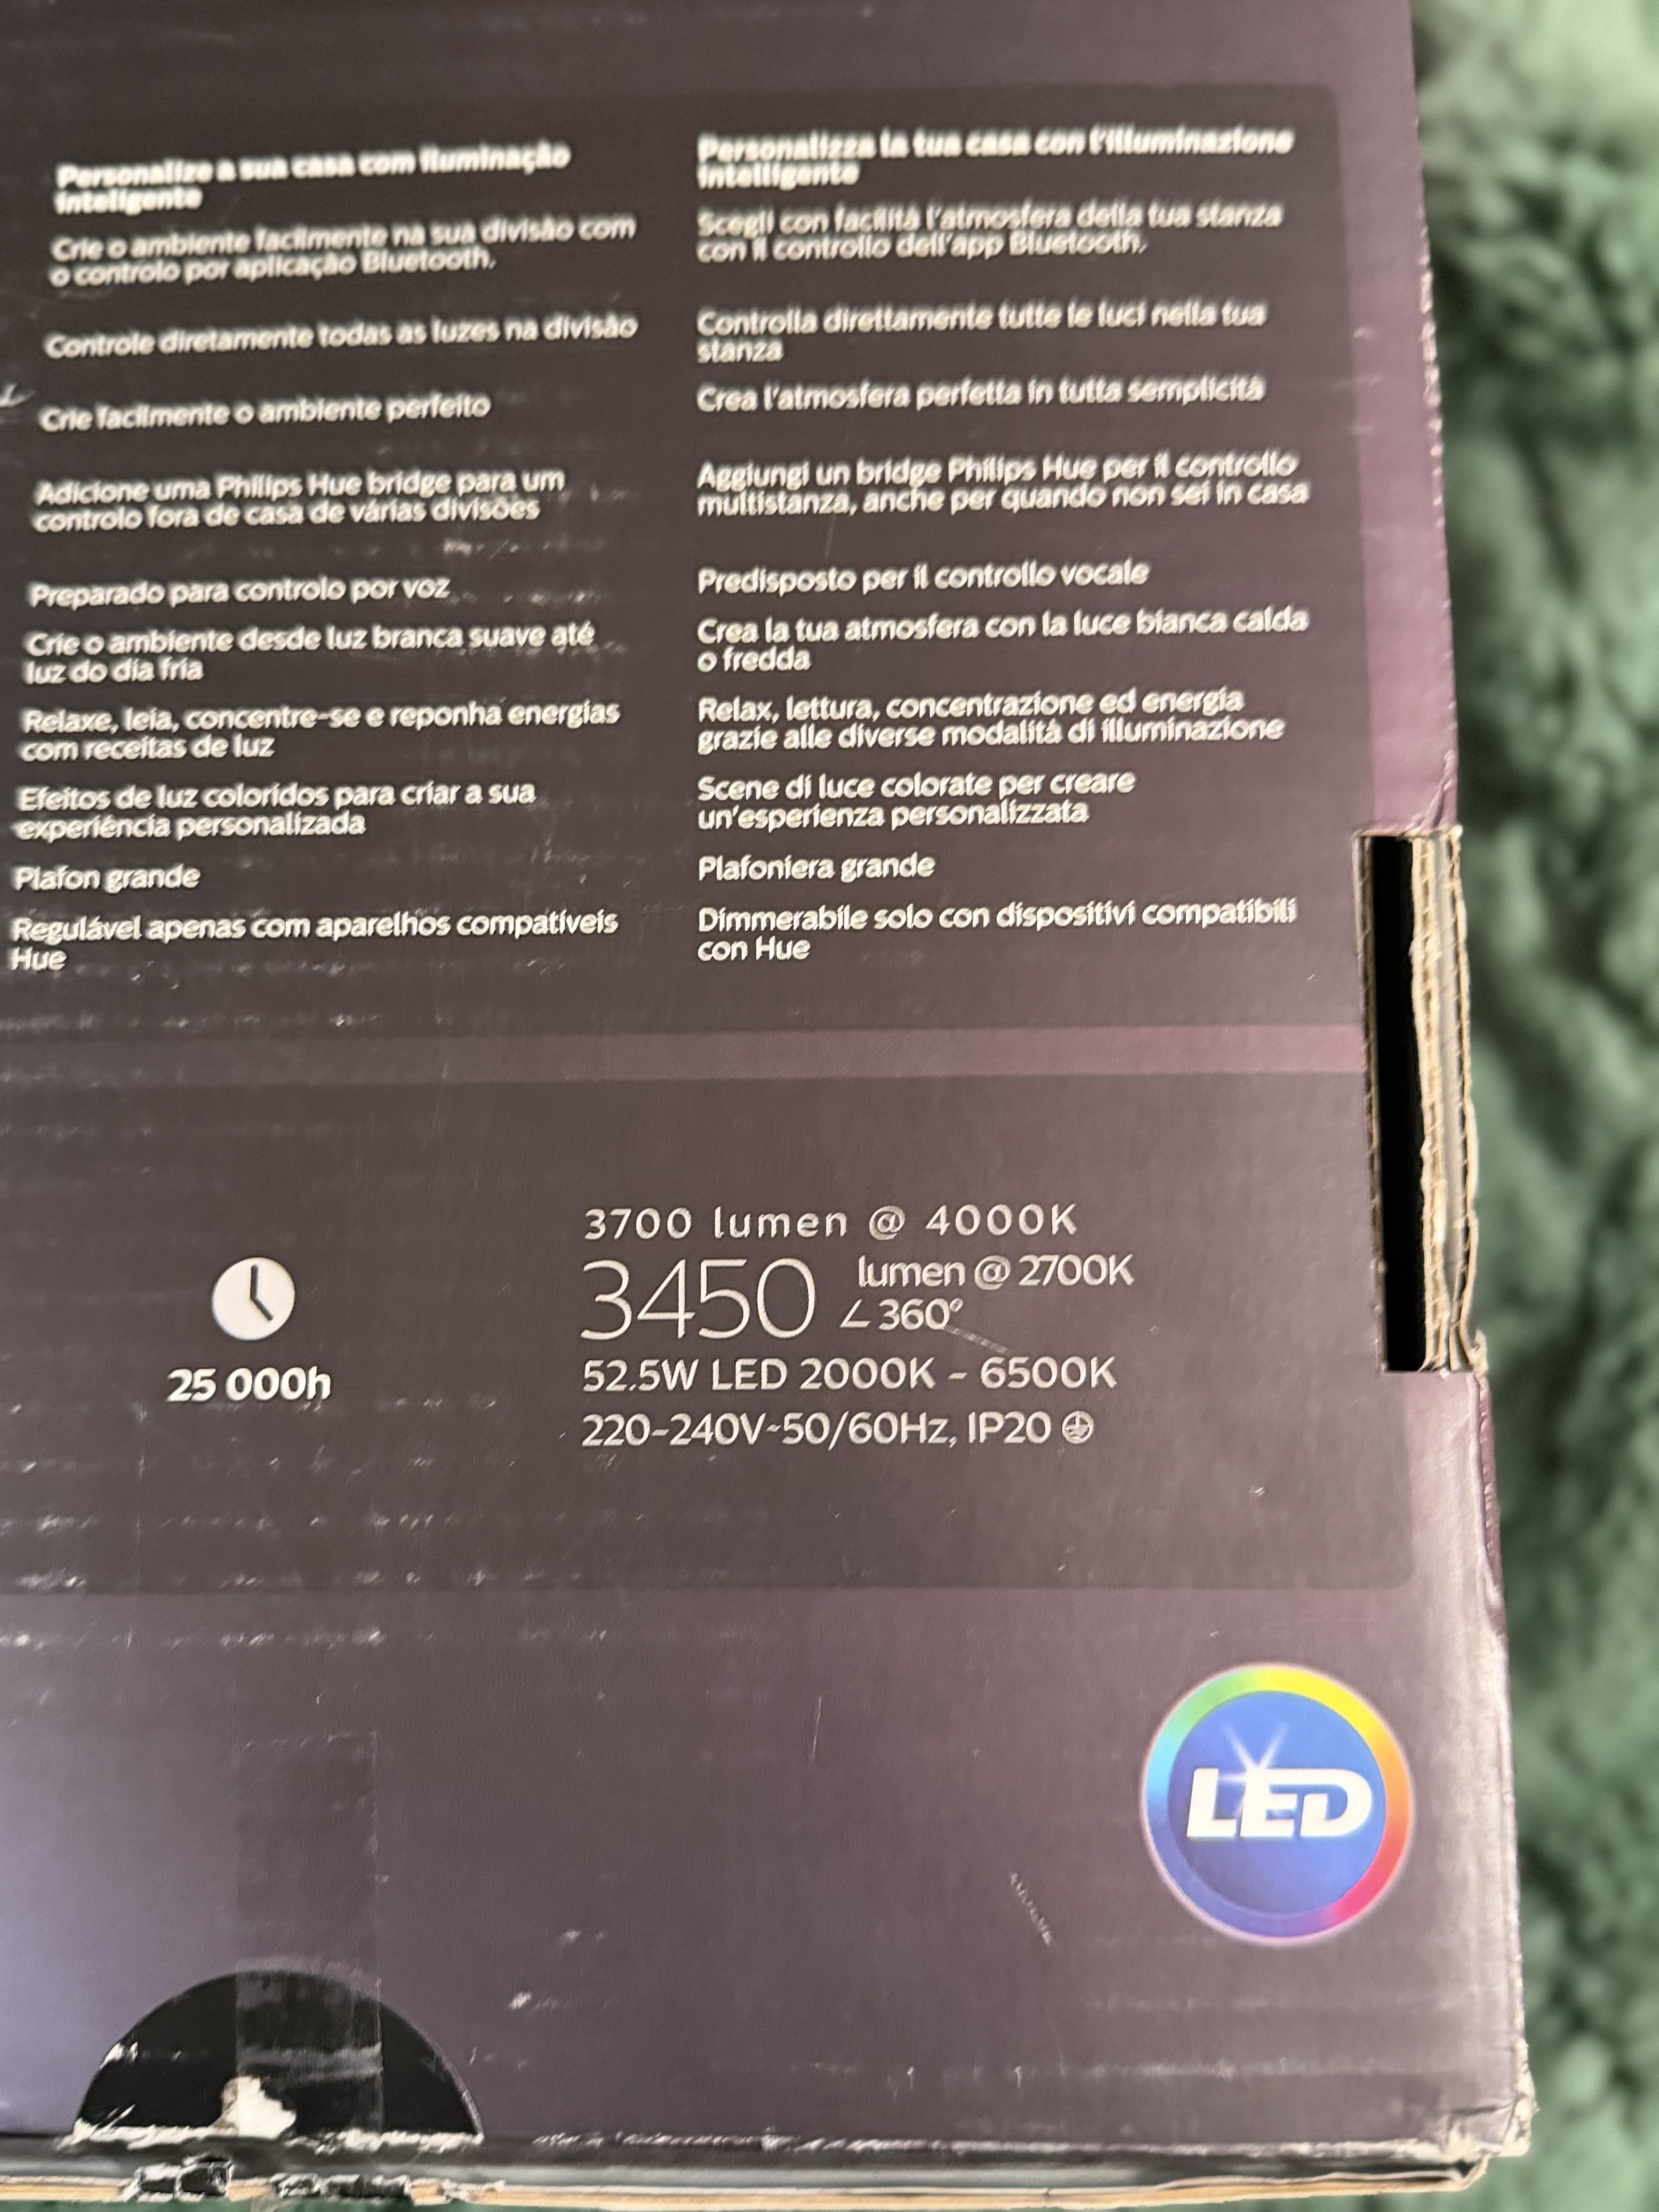 Personalize a sua casa com iluminação
inteligente
Crie o ambiente facilmente na sua divisão com
o controlo por aplicação Bluetooth.
Controle diretamente todas as luzes na divisão
Crie facilmente o ambiente perfeito
Adicione uma Philips Hue bridge para um
controlo fora de casa de várias divisões
Preparado para controlo por voz
Crie o ambiente desde luz branca suave até
luz do dia fria
Relaxe, leia, concentre-se e reponha energias
com receitas de luz
Efeitos de luz coloridos para criar a sua
experiência personalizada
Plafon grande
Regulável apenas com aparelhos compatíveis
Hue
Personalizza la tua casa con l'illuminazione
intelligente
Scegli con facilità l'atmosfera della tua stanza
con il controllo dell'app Bluetooth.
Controlla direttamente tutte le luci nella tua
stanza
Crea l'atmosfera perfetta in tutta semplicità
Aggiungi un bridge Philips Hue per il controllo
multistanza, anche per quando non sei in casa
Predisposto per il controllo vocale
Crea la tua atmosfera con la luce bianca calda
o fredda
Relax, lettura, concentrazione ed energia
grazie alle diverse modalità di illuminazione
Scene di luce colorate per creare
un'esperienza personalizzata
Plafoniera grande
Dimmerabile solo con dispositivi compatibili
con Hue
25 000h
3700 lumen @ 4000K
3450 lumen @ 2700K
∠ 360°
52.5W LED 2000K - 6500K
220-240V~50/60Hz, IP20
LED